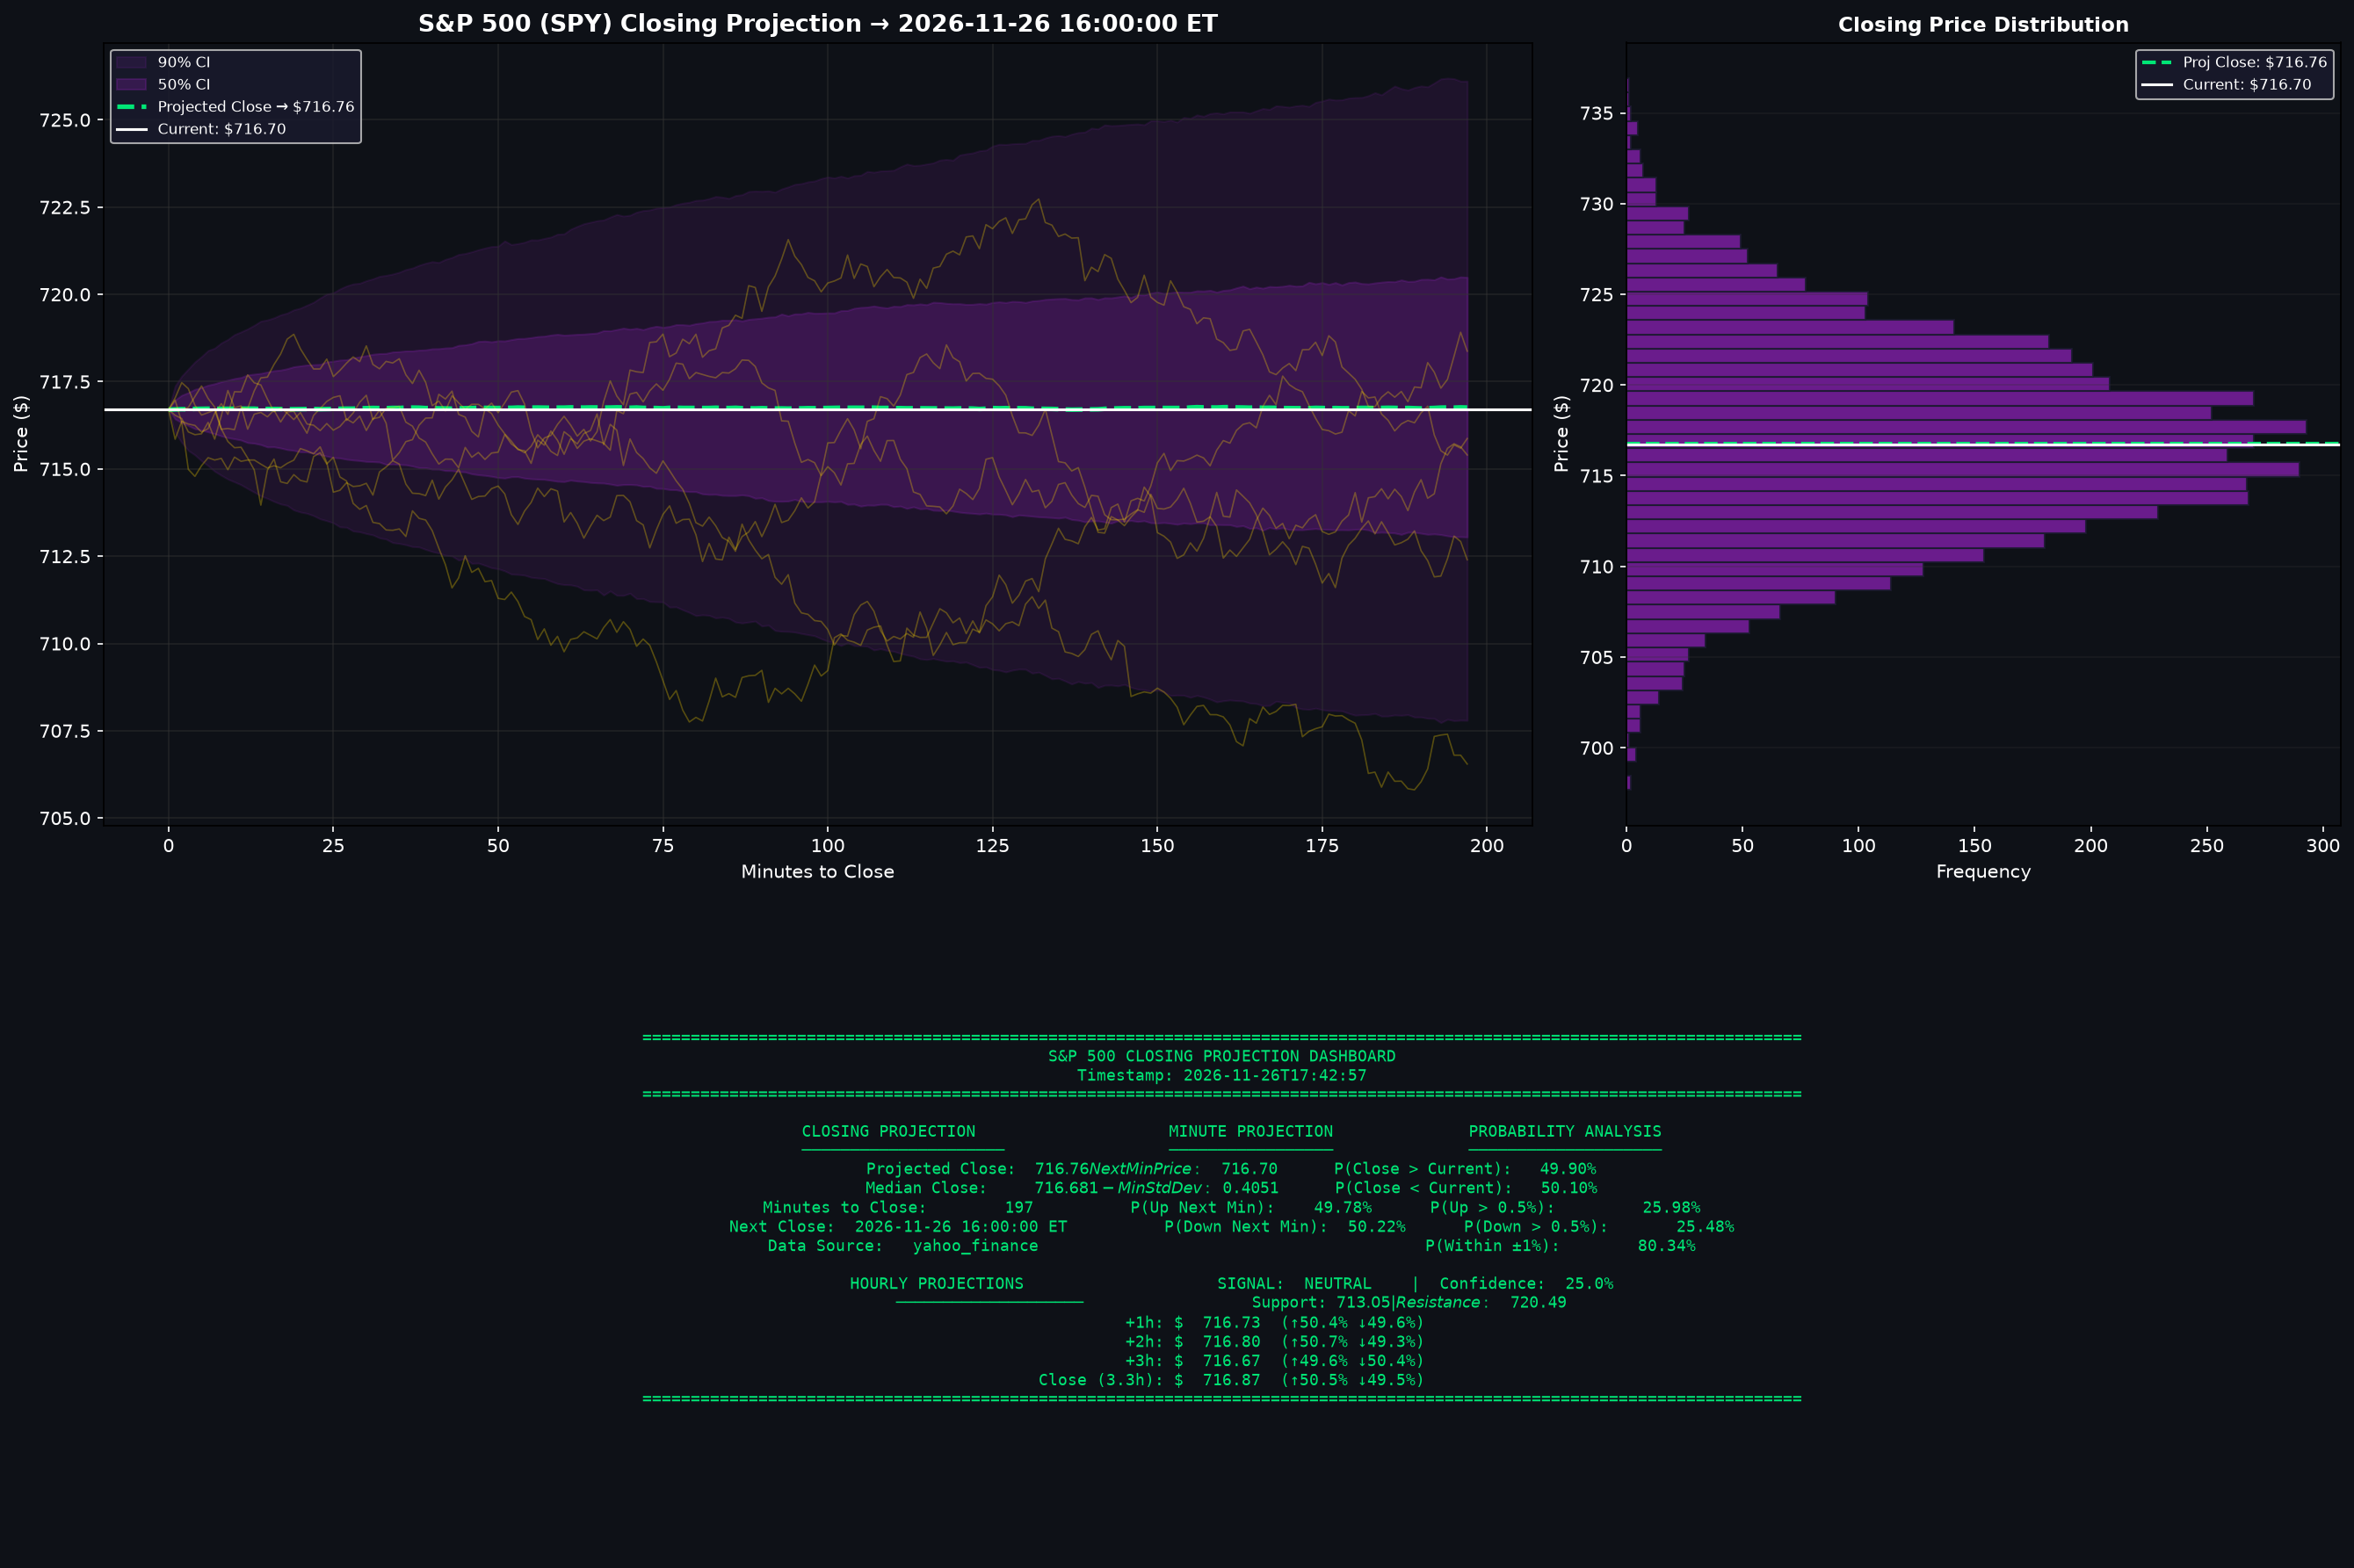 S&P 500 (SPY) Closing Projection → 2026-11-26 16:00:00 ET
90% CI
50% CI
Projected Close → $716.76
Current: $716.70
Price ($)
725.0
722.5
720.0
717.5
715.0
712.5
710.0
707.5
705.0
0 25 50 75 100 125 150 175 200
Minutes to Close
Closing Price Distribution
Proj Close: $716.76
Current: $716.70
Price ($)
735
730
725
720
715
710
705
700
0 50 100 150 200 250 300
Frequency
========================================================================================================================
S&P 500 CLOSING PROJECTION DASHBOARD
Timestamp: 2026-11-26T17:42:57
========================================================================================================================
CLOSING PROJECTION MINUTE PROJECTION PROBABILITY ANALYSIS
Projected Close: 716.76NextMinPrice: 716.70 P(Close > Current): 49.90%
Median Close: 716.681−MinStdDev: 0.4051 P(Close < Current): 50.10%
Minutes to Close: 197 P(Up Next Min): 49.78% P(Up > 0.5%): 25.98%
Next Close: 2026-11-26 16:00:00 ET P(Down Next Min): 50.22% P(Down > 0.5%): 25.48%
Data Source: yahoo_finance P(Within ±1%): 80.34%
HOURLY PROJECTIONS SIGNAL: NEUTRAL | Confidence: 25.0%
Support: 713.05|Resistance: 720.49
+1h: $ 716.73 (↑50.4% ↓49.6%)
+2h: $ 716.80 (↑50.7% ↓49.3%)
+3h: $ 716.67 (↑49.6% ↓50.4%)
Close (3.3h): $ 716.87 (↑50.5% ↓49.5%)
========================================================================================================================